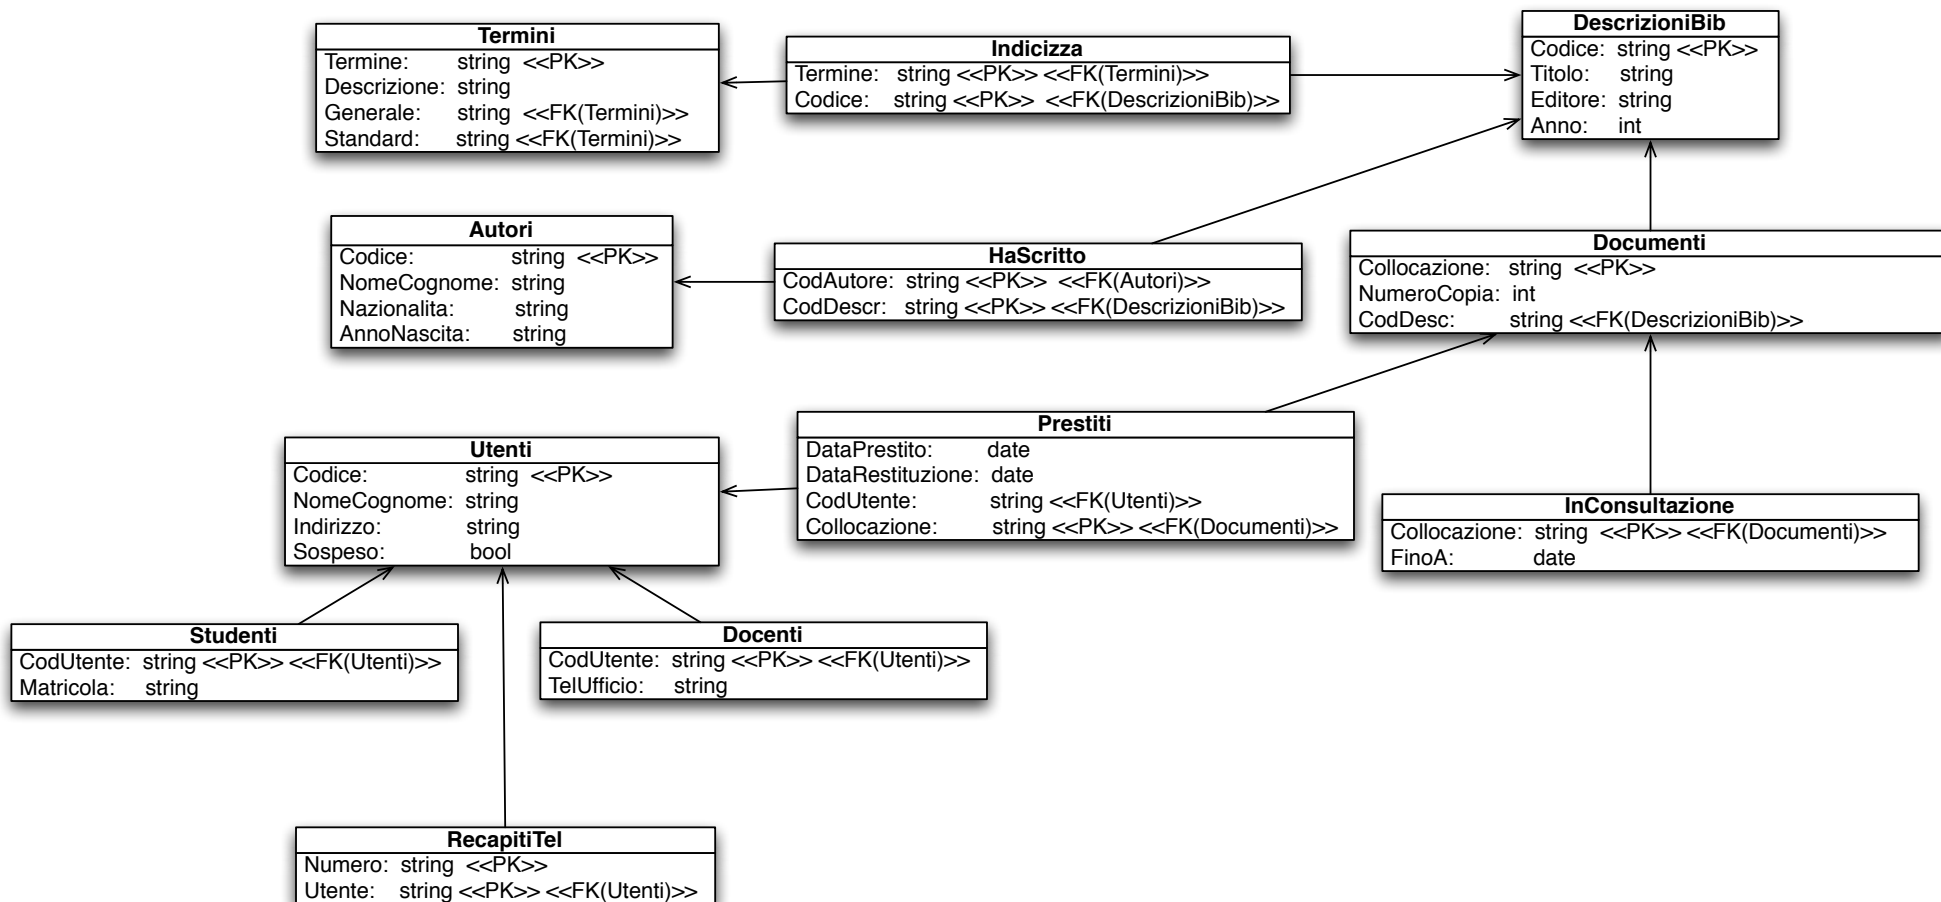 Termini
Termine: string <<PK>>
Descrizione: string
Generale: string <<FK(Termini)>>
Standard: string <<FK(Termini)>>
Indicizza
Termine: string <<PK>> <<FK(Termini)>>
Codice: string <<PK>> <<FK(DescrizioniBib)>>
DescrizioniBib
Codice: string <<PK>>
Titolo: string
Editore: string
Anno: int
Autori
Codice: string <<PK>>
NomeCognome: string
Nazionalita: string
AnnoNascita: string
HaScritto
CodAutore: string <<PK>> <<FK(Autori)>>
CodDescr: string <<PK>> <<FK(DescrizioniBib)>>
Documenti
Collocazione: string <<PK>>
NumeroCopia: int
CodDesc: string <<FK(DescrizioniBib)>>
Utenti
Codice: string <<PK>>
NomeCognome: string
Indirizzo: string
Sospeso: bool
Prestiti
DataPrestito: date
DataRestituzione: date
CodUtente: string <<FK(Utenti)>>
Collocazione: string <<PK>> <<FK(Documenti)>>
InConsultazione
Collocazione: string <<PK>> <<FK(Documenti)>>
FinoA: date
Studenti
CodUtente: string <<PK>> <<FK(Utenti)>>
Matricola: string
Docenti
CodUtente: string <<PK>> <<FK(Utenti)>>
TelUfficio: string
RecapitiTel
Numero: string <<PK>>
Utente: string <<PK>> <<FK(Utenti)>>